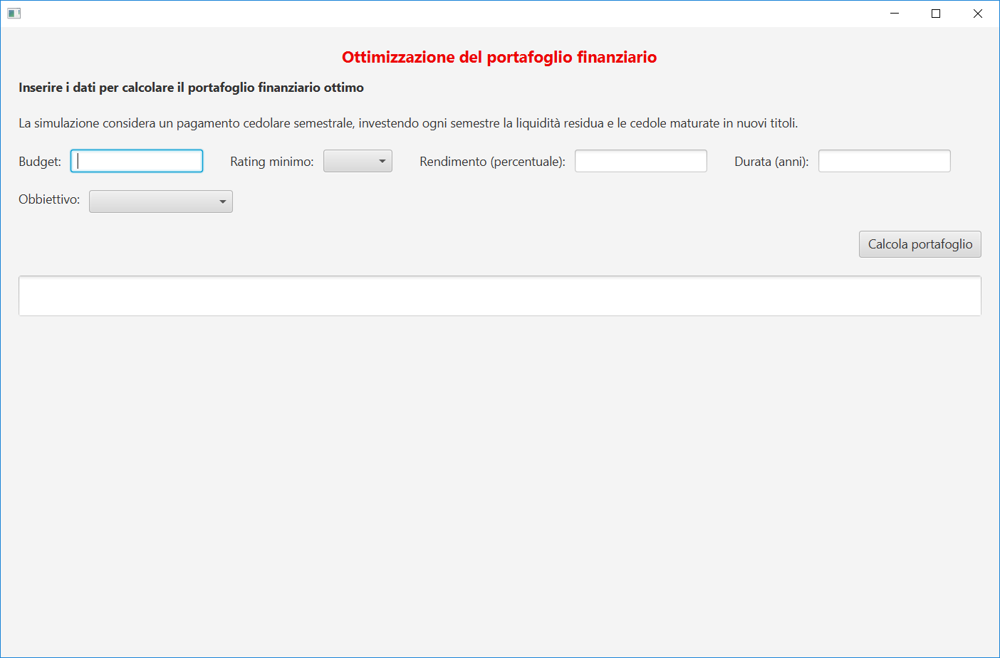 Ottimizzazione del portafoglio finanziario
Inserire i dati per calcolare il portafoglio finanziario ottimo
La simulazione considera un pagamento cedolare semestrale, investendo ogni semestre la liquidità residua e le cedole maturate in nuovi titoli.
Budget: Rating minimo: Rendimento (percentuale): Durata (anni):
Obbiettivo:
Calcola portafoglio